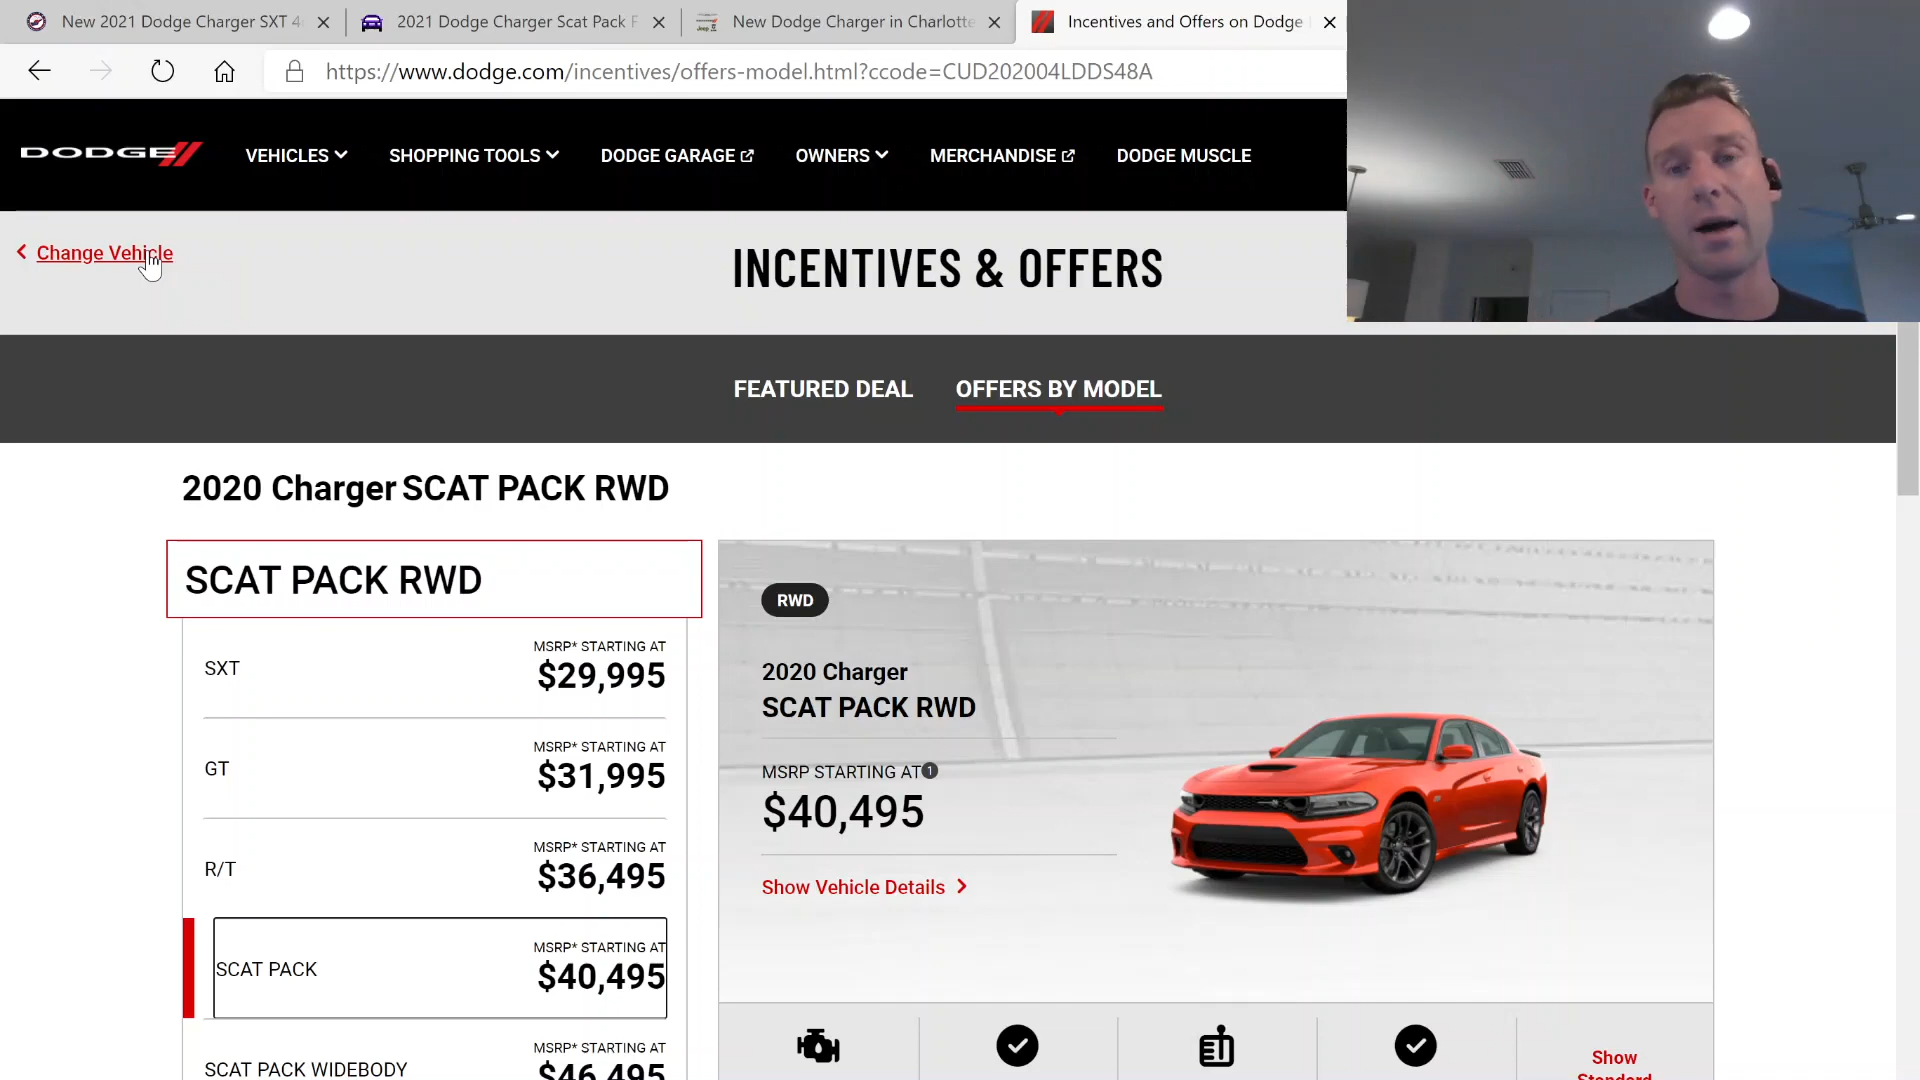 New 2021 Dodge Charger SXT 4
2021 Dodge Charger Scat Pack
New Dodge Charger in Charlotte
Incentives and Offers on Dodge
https://www.dodge.com/incentives/offers-model.html?ccode=CUD202004LDDS48A
DODGE
VEHICLES
SHOPPING TOOLS
DODGE GARAGE
OWNERS
MERCHANDISE
DODGE MUSCLE
Change Vehicle
INCENTIVES & OFFERS
FEATURED DEAL
OFFERS BY MODEL
2020 Charger SCAT PACK RWD
SCAT PACK RWD
SXT
MSRP* STARTING AT
$29,995
GT
MSRP* STARTING AT
$31,995
R/T
MSRP* STARTING AT
$36,495
SCAT PACK
MSRP* STARTING AT
$40,495
SCAT PACK WIDEBODY
MSRP* STARTING AT
$46,495
RWD
2020 Charger
SCAT PACK RWD
MSRP STARTING AT 1
$40,495
Show Vehicle Details
Show
Standard